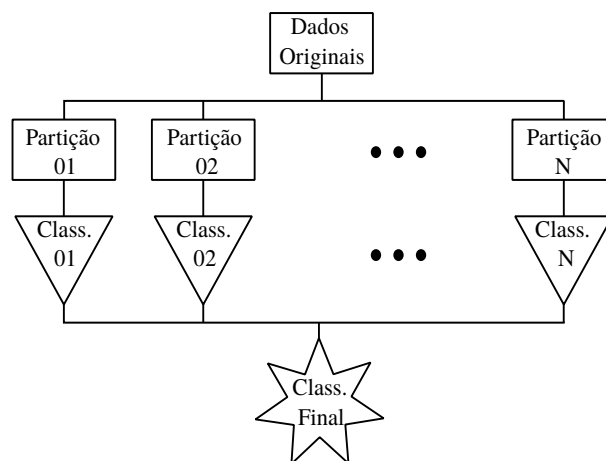 Dados
Originais
Partição
01
Partição
02
Partição
N
Class.
01
Class.
02
Class.
N
Class.
Final